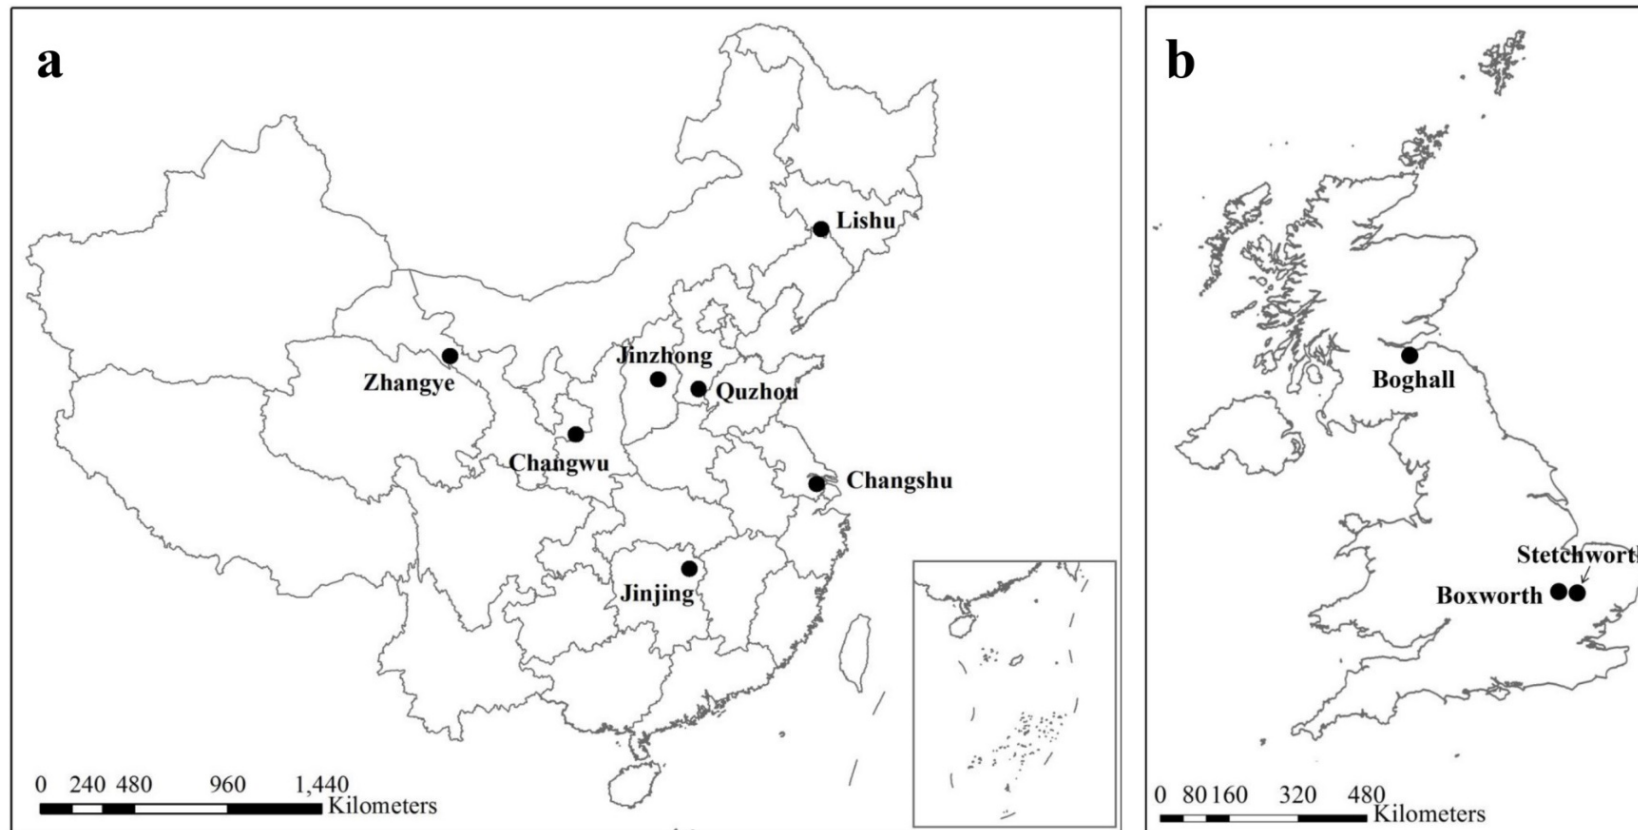 a
Lishu
Jinzhong
Zhangye
Quzhou
Changwu
Changshu
Jinjing
0 240 480 960 1,440
Kilometers
b
Boghall
Stetchworth
Boxworth
0 80 160 320 480
Kilometers